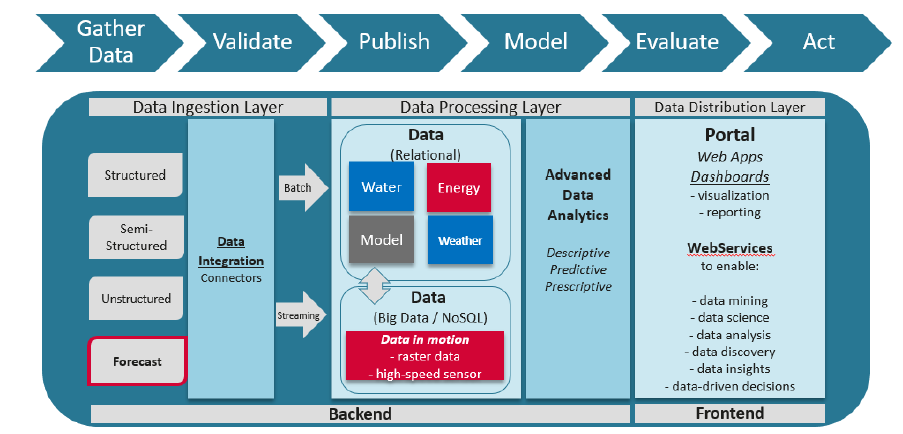 Gather
Data
Validate
Publish
Model
Evaluate
Act
Data Ingestion Layer
Data Processing Layer
Data Distribution Layer
Structured
Semi-
Structured
Unstructured
Forecast
Data
Integration
Connectors
Batch
Streaming
Data
(Relational)
Water
Energy
Model
Weather
Data
(Big Data / NoSQL)
Data in motion
- raster data
- high-speed sensor
Advanced
Data
Analytics
Descriptive
Predictive
Prescriptive
Portal
Web Apps
Dashboards
- visualization
- reporting
WebServices
to enable:
- data mining
- data science
- data analysis
- data discovery
- data insights
- data-driven decisions
Backend
Frontend